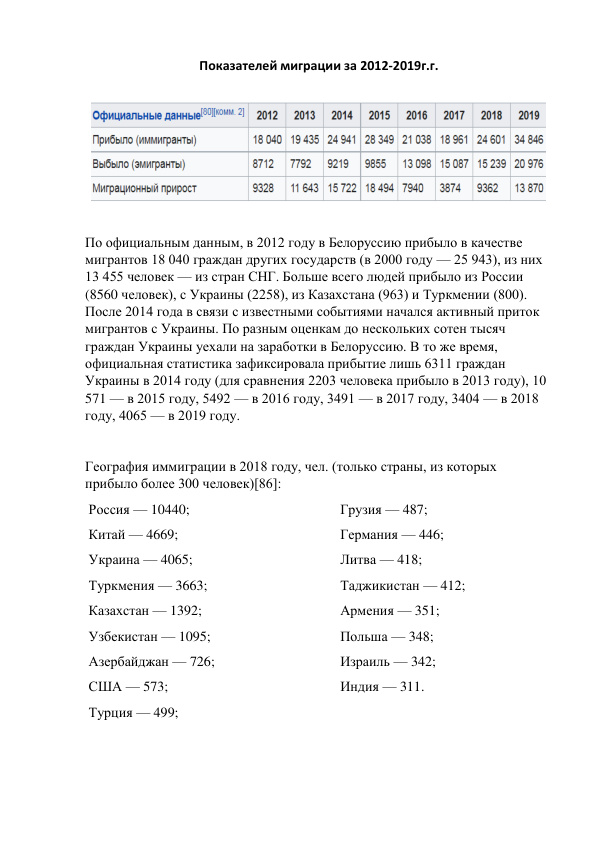 Показателей миграции за 2012-2019г.г.
Официальные данные[80][комм. 2] 2012 2013 2014 2015 2016 2017 2018 2019
Прибыло (иммигранты) 18 040 19 435 24 941 28 349 21 038 18 961 24 601 34 846
Выбыло (эмигранты) 8712 7792 9219 9855 13 098 15 087 15 239 20 976
Миграционный прирост 9328 11 643 15 722 18 494 7940 3874 9362 13 870
По официальным данным, в 2012 году в Белоруссию прибыло в качестве
мигрантов 18 040 граждан других государств (в 2000 году — 25 943), из них
13 455 человек — из стран СНГ. Больше всего людей прибыло из России
(8560 человек), с Украины (2258), из Казахстана (963) и Туркмении (800).
После 2014 года в связи с известными событиями начался активный приток
мигрантов с Украины. По разным оценкам до нескольких сотен тысяч
граждан Украины уехали на заработки в Белоруссию. В то же время,
официальная статистика зафиксировала прибытие лишь 6311 граждан
Украины в 2014 году (для сравнения 2203 человека прибыло в 2013 году), 10
571 — в 2015 году, 5492 — в 2016 году, 3491 — в 2017 году, 3404 — в 2018
году, 4065 — в 2019 году.
География иммиграции в 2018 году, чел. (только страны, из которых
прибыло более 300 человек)[86]:
Россия — 10440;
Китай — 4669;
Украина — 4065;
Туркмения — 3663;
Казахстан — 1392;
Узбекистан — 1095;
Азербайджан — 726;
США — 573;
Турция — 499;
Грузия — 487;
Германия — 446;
Литва — 418;
Таджикистан — 412;
Армения — 351;
Польша — 348;
Израиль — 342;
Индия — 311.